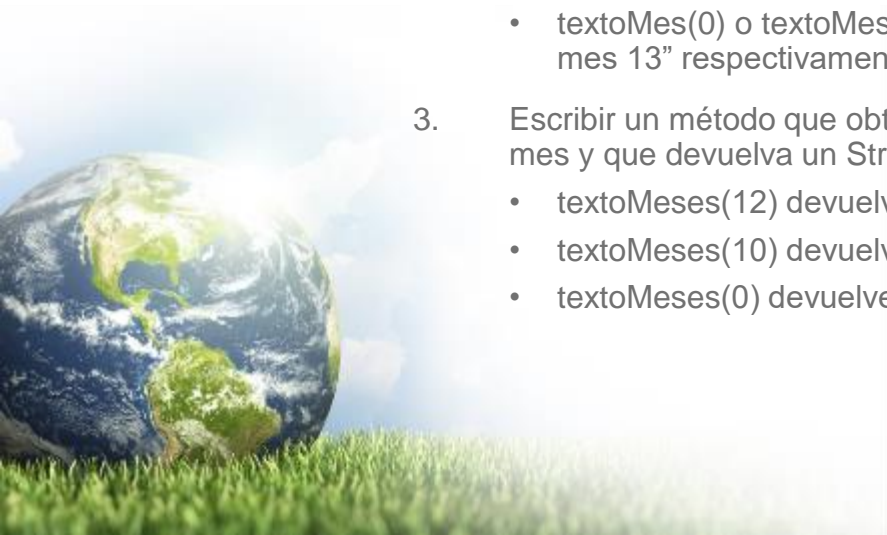 • textoMes(0) o textoMes
mes 13” respectivamen
3. Escribir un método que obt
mes y que devuelva un Str
• textoMeses(12) devuelv
• textoMeses(10) devuelv
• textoMeses(0) devuelve